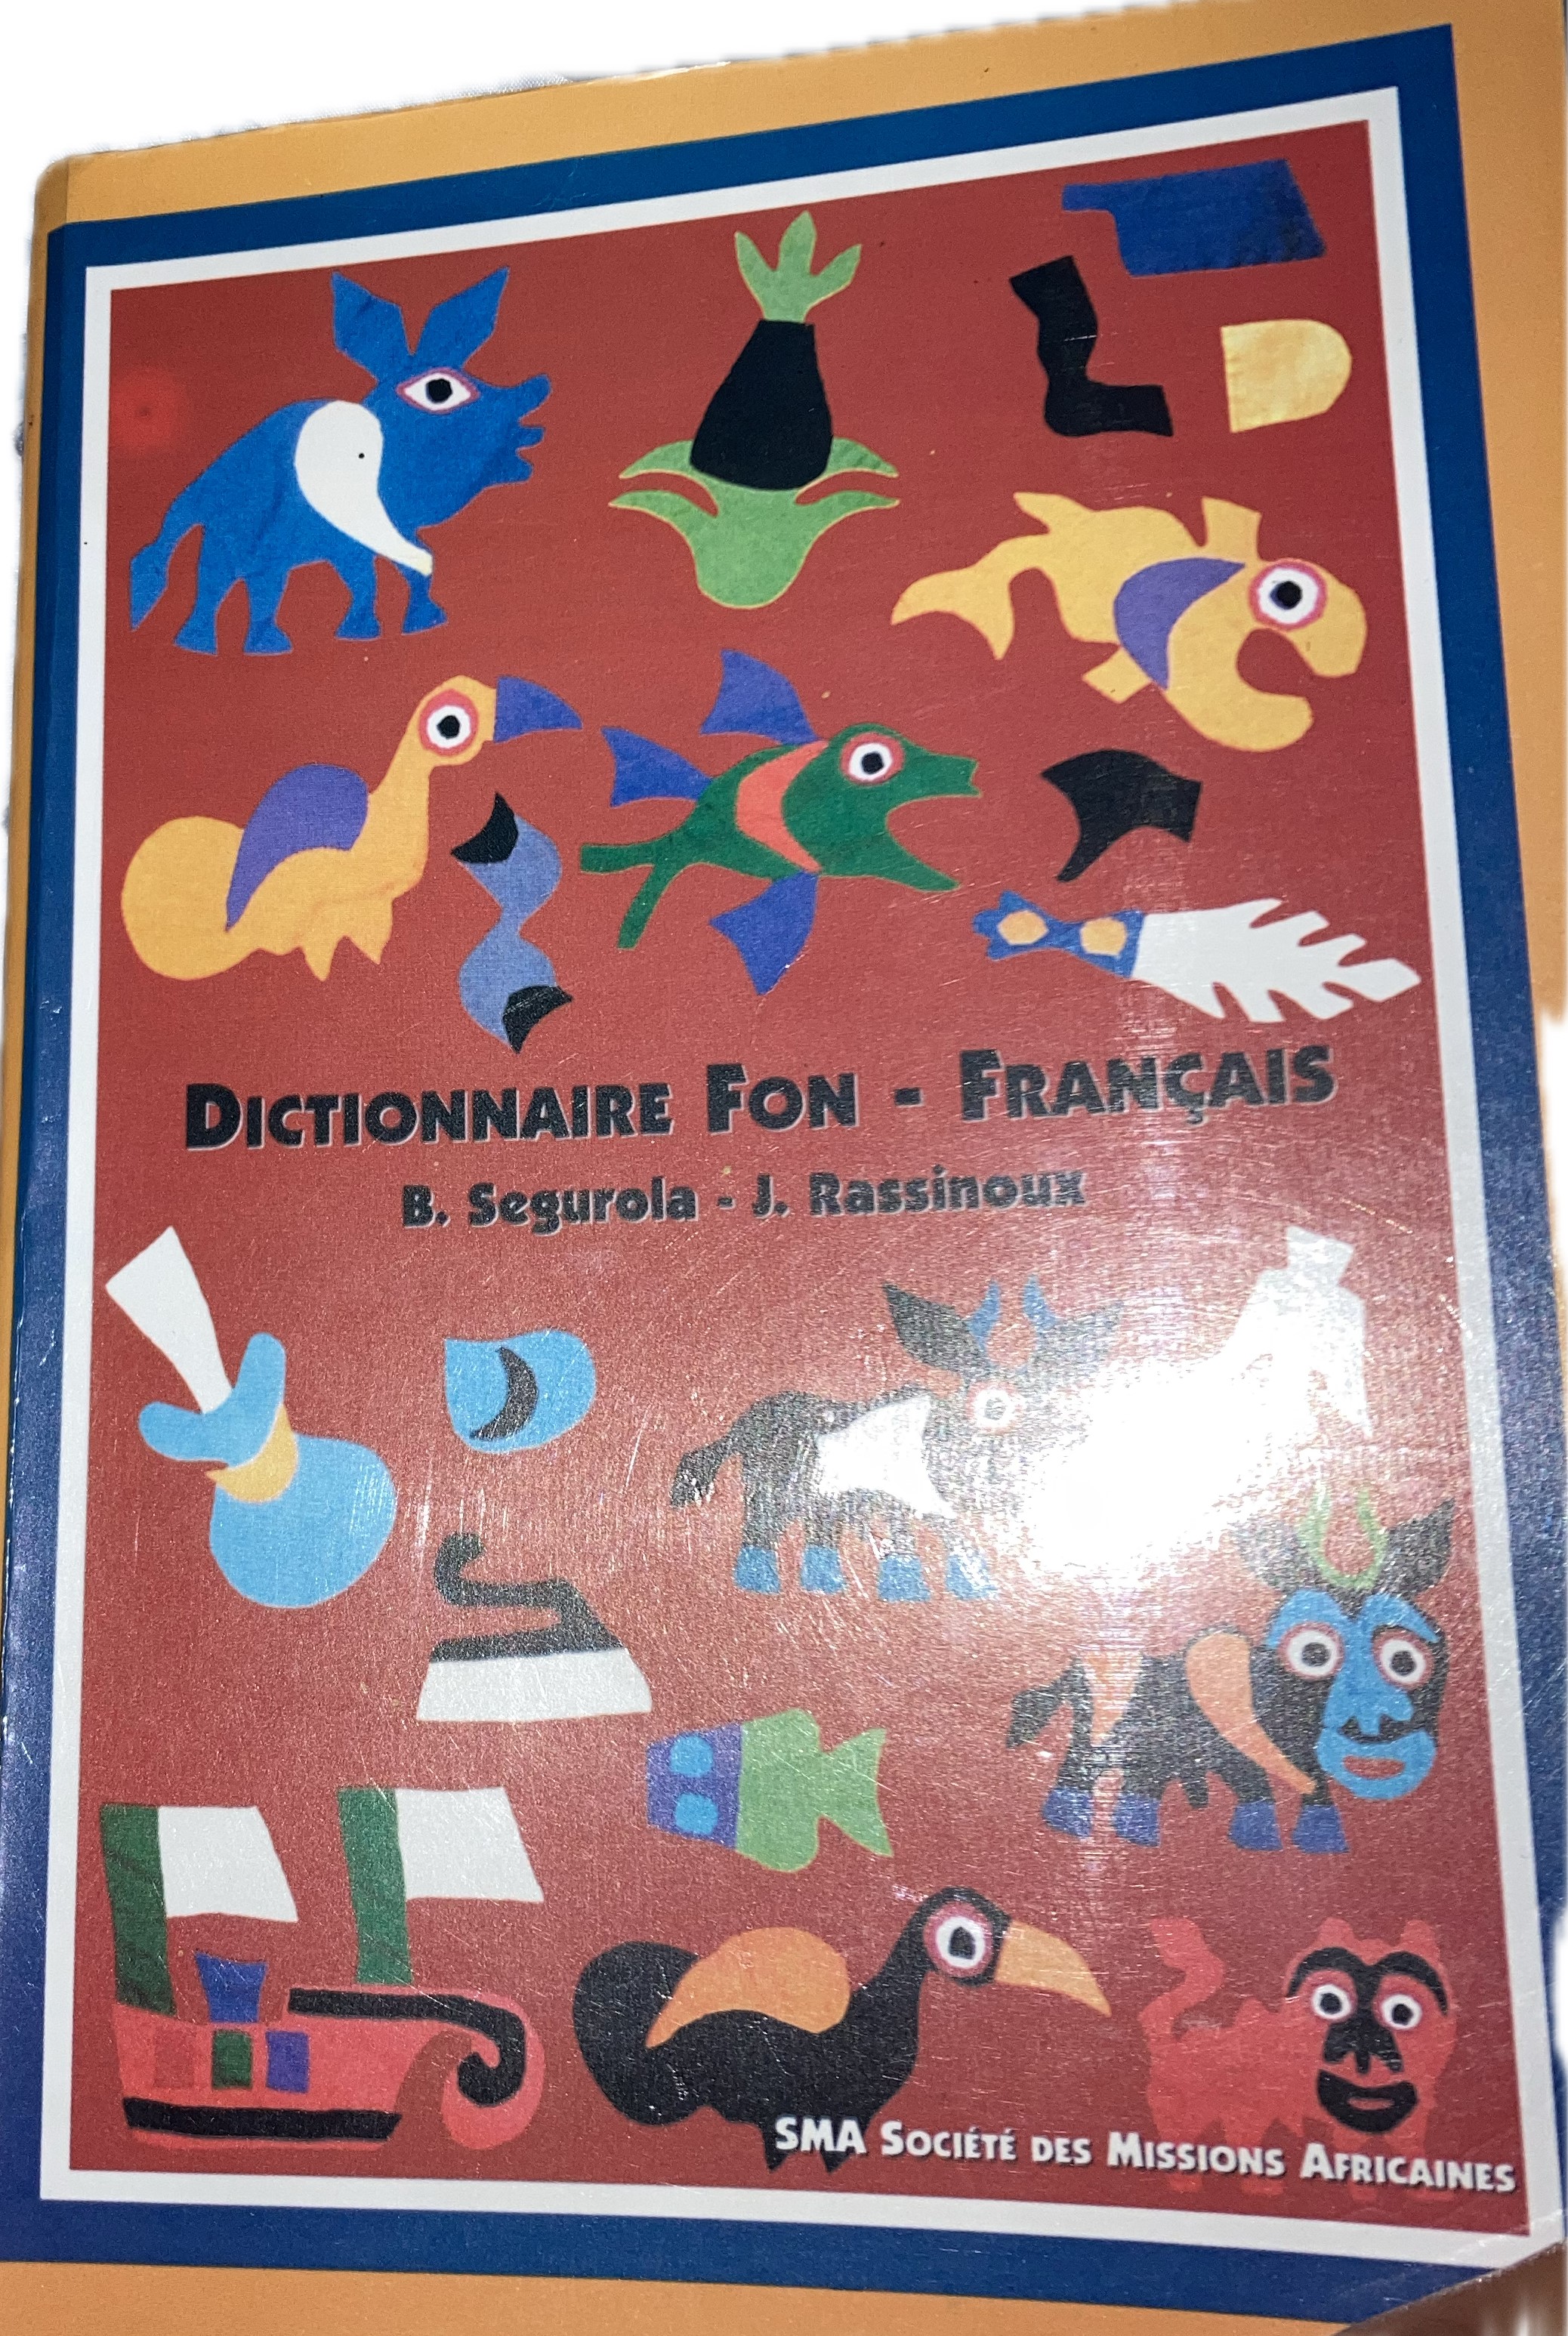 DICTIONNAIRE FON - FRANÇAIS
B. Segurola - J. Rassinoux
SMA SOCIÉTÉ DES MISSIONS AFRICAINES